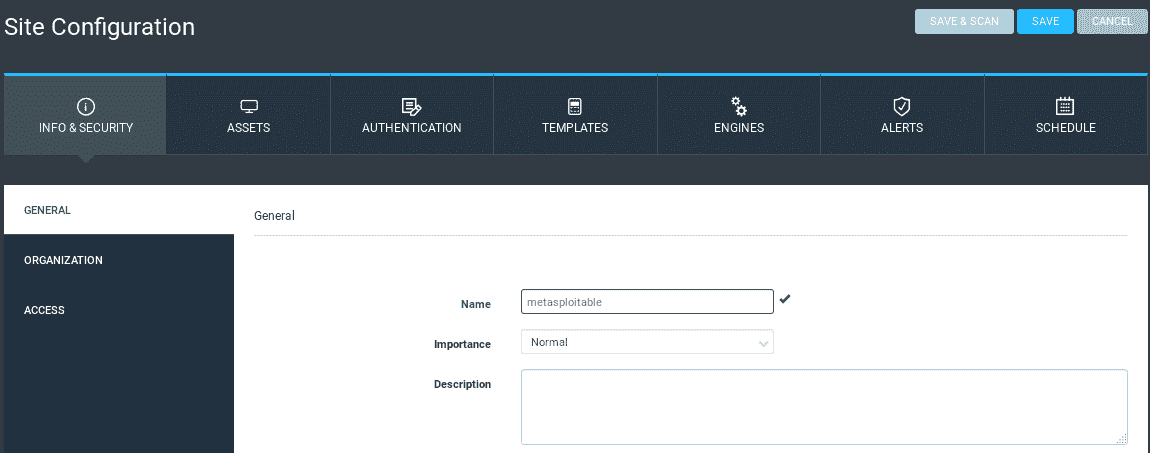 Site Configuration
SAVE & SCAN
SAVE
CANCEL
INFO & SECURITY
ASSETS
AUTHENTICATION
TEMPLATES
ENGINES
ALERTS
SCHEDULE
GENERAL
ORGANIZATION
ACCESS
General
Name
metasploitable
Importance
Normal
Description